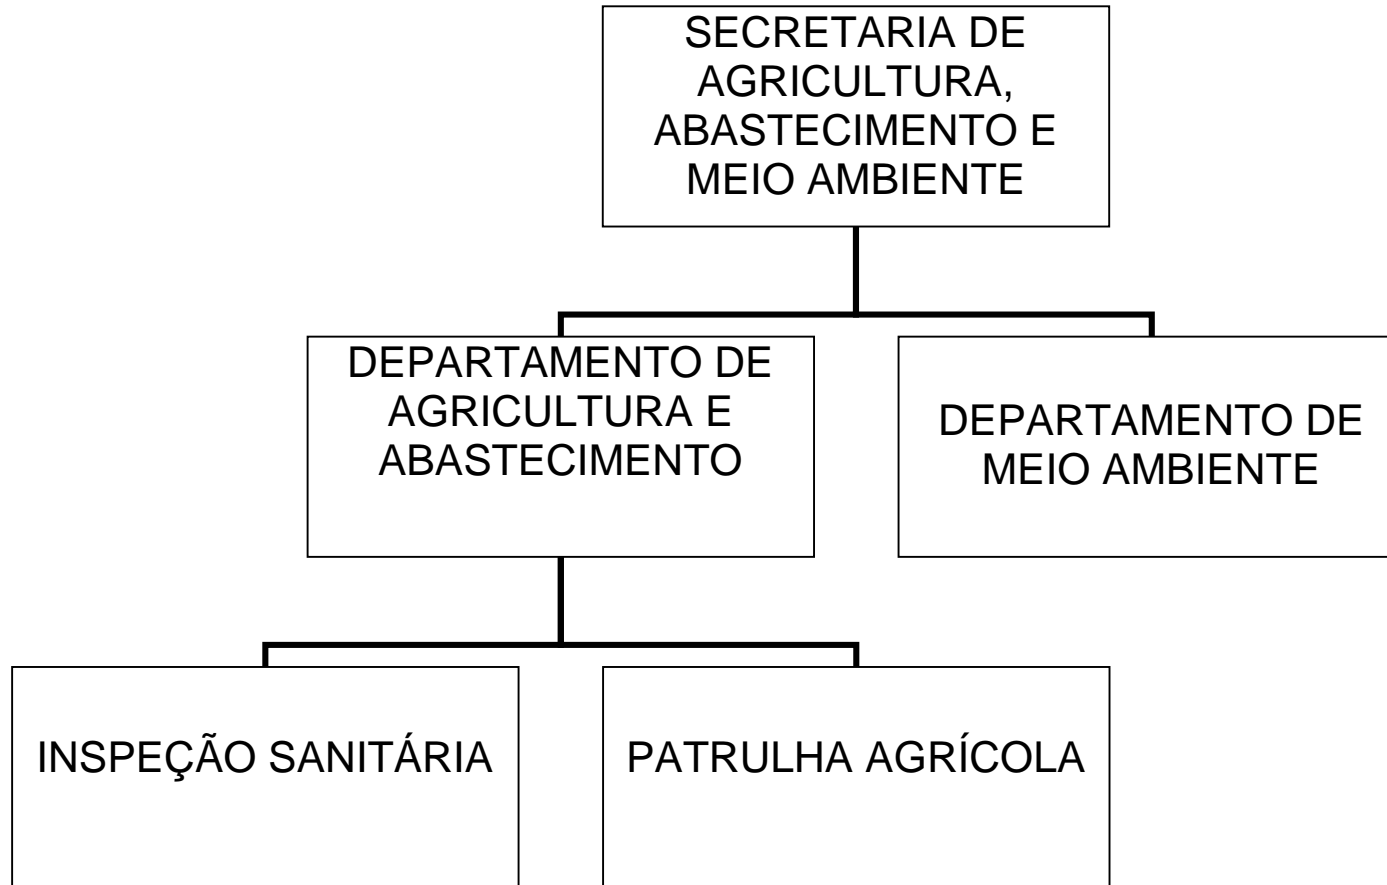 SECRETARIA DE
AGRICULTURA,
ABASTECIMENTO E
MEIO AMBIENTE
DEPARTAMENTO DE
AGRICULTURA E
ABASTECIMENTO
DEPARTAMENTO DE
MEIO AMBIENTE
INSPEÇÃO SANITÁRIA
PATRULHA AGRÍCOLA